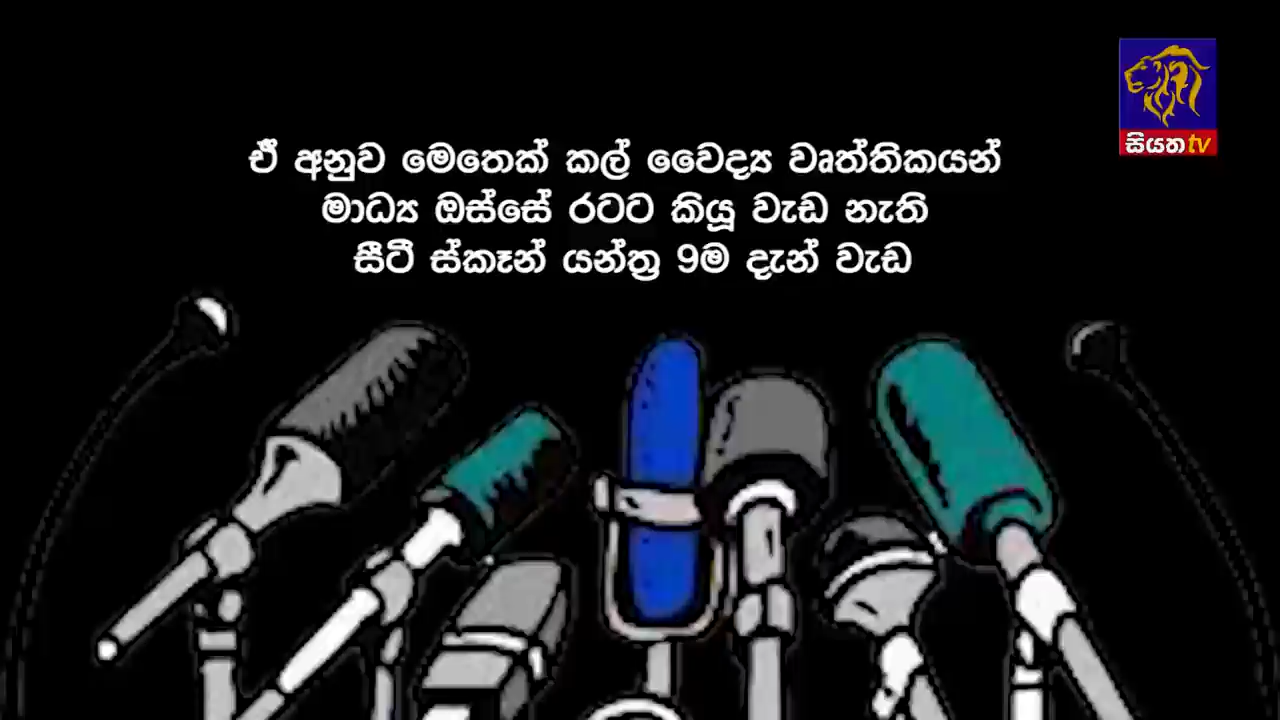 ඒ අනුව මෙතෙක් කල් වෛද්‍ය වෘත්තිකයන්
මාධ්‍ය ඔස්සේ රටට කියූ වැඩ නැති
සීටී ස්කෑන් යන්ත්‍ර 9ම දැන් වැඩ
සියත tv